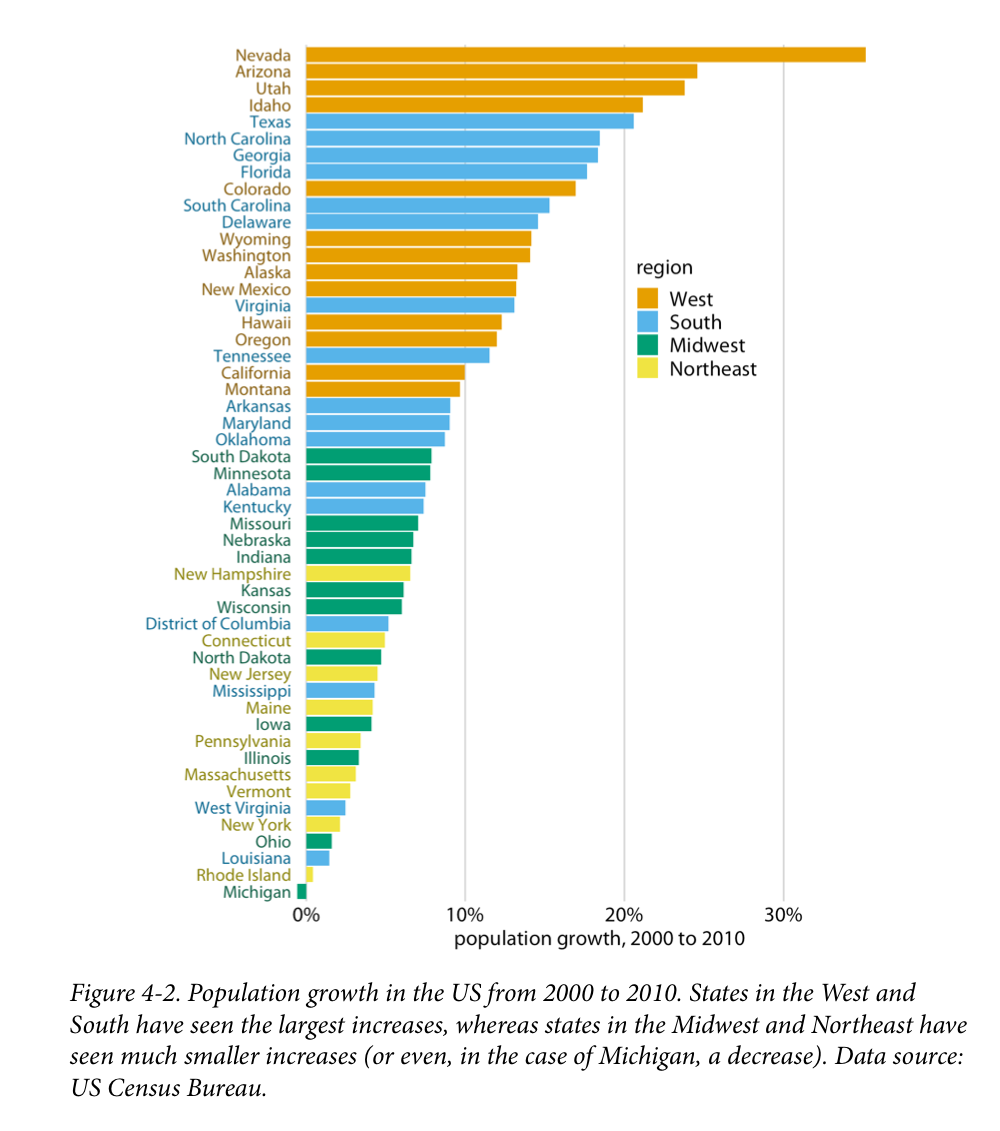 Nevada
Arizona
Utah
Idaho
Texas
North Carolina
Georgia
Florida
Colorado
South Carolina
Delaware
Wyoming
Washington
Alaska
New Mexico
Virginia
Hawaii
Oregon
Tennessee
California
Montana
Arkansas
Maryland
Oklahoma
South Dakota
Minnesota
Alabama
Kentucky
Missouri
Nebraska
Indiana
New Hampshire
Kansas
Wisconsin
District of Columbia
Connecticut
North Dakota
New Jersey
Mississippi
Maine
Iowa
Pennsylvania
Illinois
Massachusetts
Vermont
West Virginia
New York
Ohio
Louisiana
Rhode Island
Michigan
region
West
South
Midwest
Northeast
0% 10% 20% 30%
population growth, 2000 to 2010
Figure 4-2. Population growth in the US from 2000 to 2010. States in the West and
South have seen the largest increases, whereas states in the Midwest and Northeast have
seen much smaller increases (or even, in the case of Michigan, a decrease). Data source:
US Census Bureau.